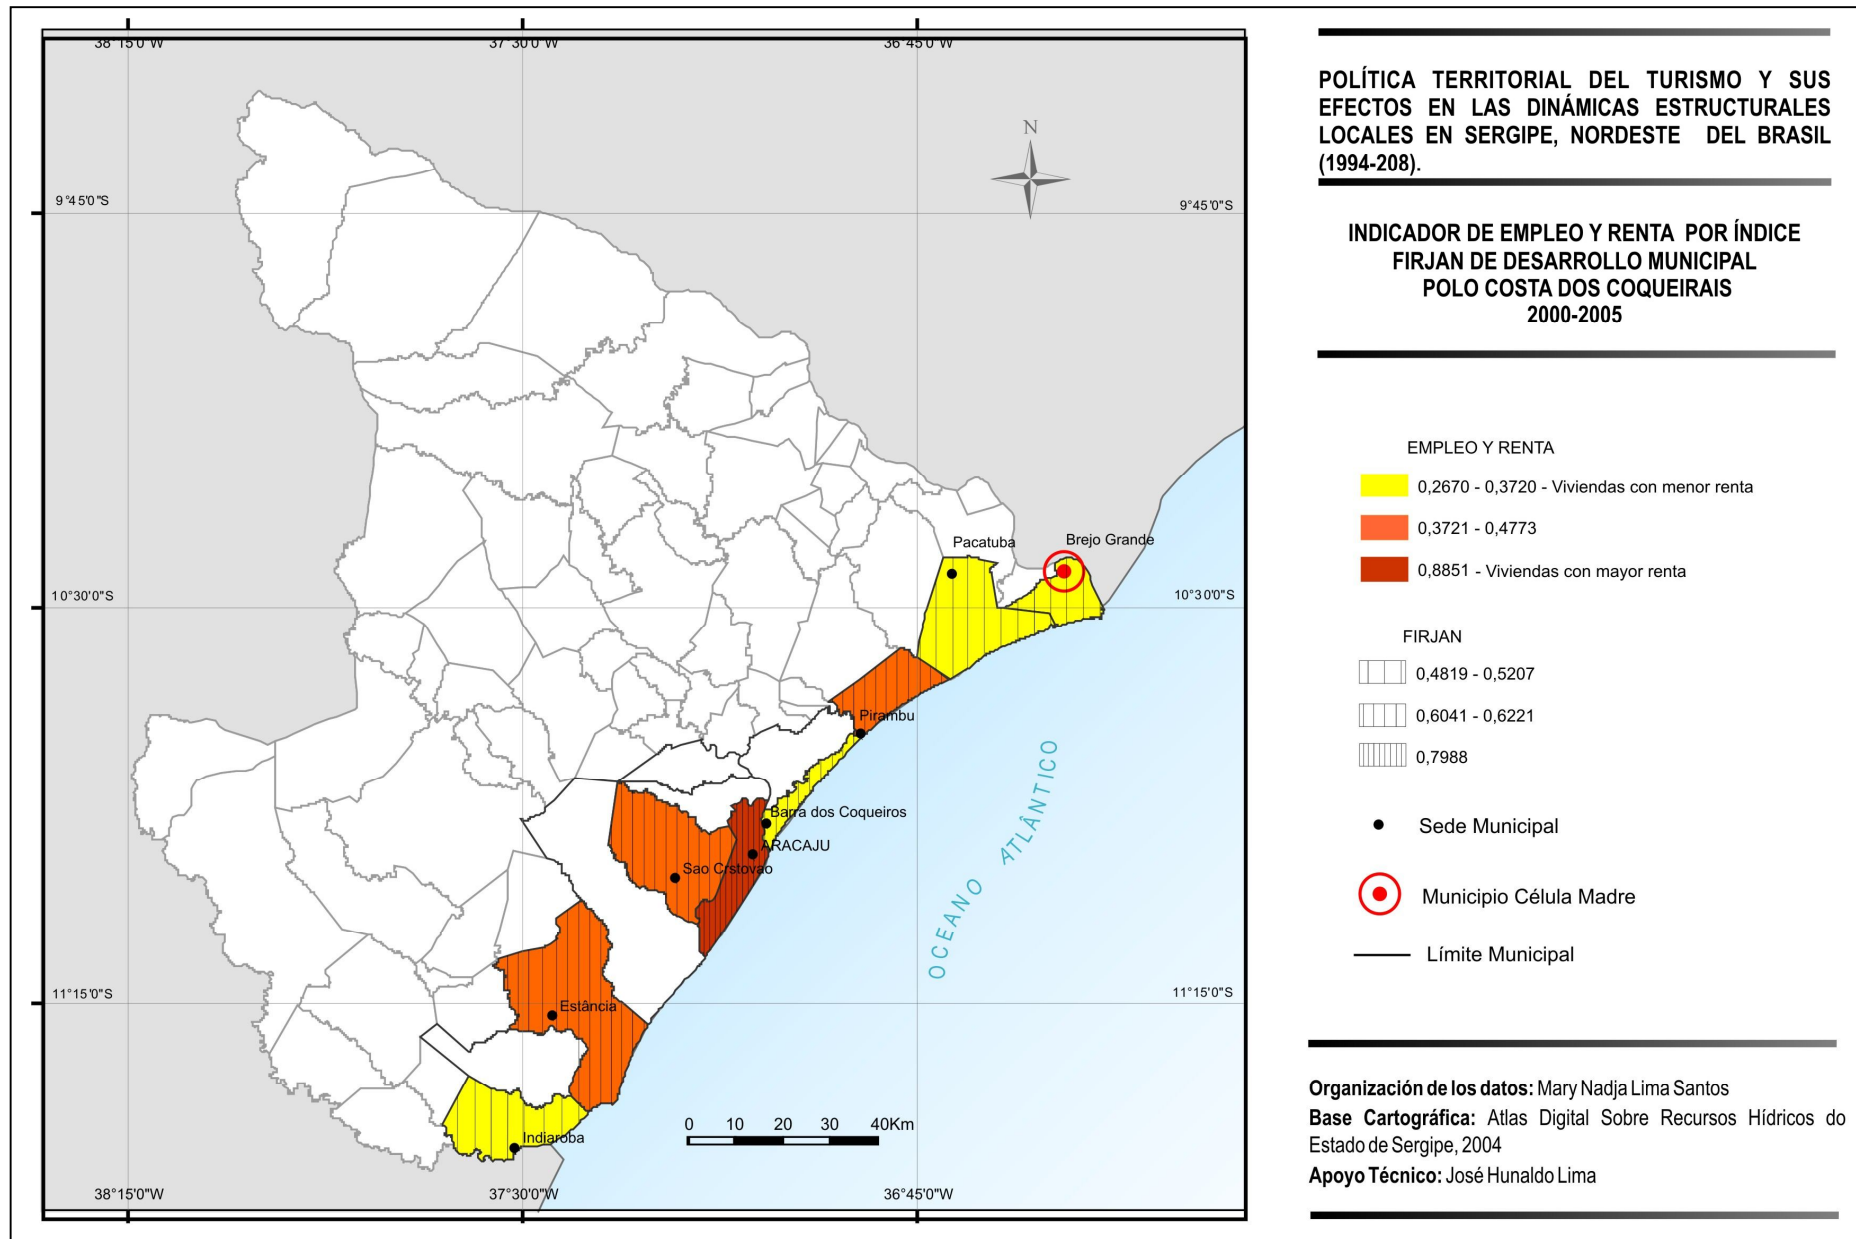 38°15'0"W
37°30'0"W
36°45'0"W
9°45'0"S
9°45'0"S
10°30'0"S
10°30'0"S
11°15'0"S
11°15'0"S
38°15'0"W
37°30'0"W
36°45'0"W
N
Pacatuba
Brejo Grande
Pirambu
Barra dos Coqueiros
ARACAJU
Sao Crstovao
Estância
Indiaroba
OCEANO ATLÂNTICO
0 10 20 30 40Km
POLÍTICA TERRITORIAL DEL TURISMO Y SUS
EFECTOS EN LAS DINÁMICAS ESTRUCTURALES
LOCALES EN SERGIPE, NORDESTE DEL BRASIL
(1994-208).
INDICADOR DE EMPLEO Y RENTA POR ÍNDICE
FIRJAN DE DESARROLLO MUNICIPAL
POLO COSTA DOS COQUEIRAIS
2000-2005
EMPLEO Y RENTA
0,2670 - 0,3720 - Viviendas con menor renta
0,3721 - 0,4773
0,8851 - Viviendas con mayor renta
FIRJAN
0,4819 - 0,5207
0,6041 - 0,6221
0,7988
Sede Municipal
Municipio Célula Madre
Límite Municipal
Organización de los datos: Mary Nadja Lima Santos
Base Cartográfica: Atlas Digital Sobre Recursos Hídricos do
Estado de Sergipe, 2004
Apoyo Técnico: José Hunaldo Lima